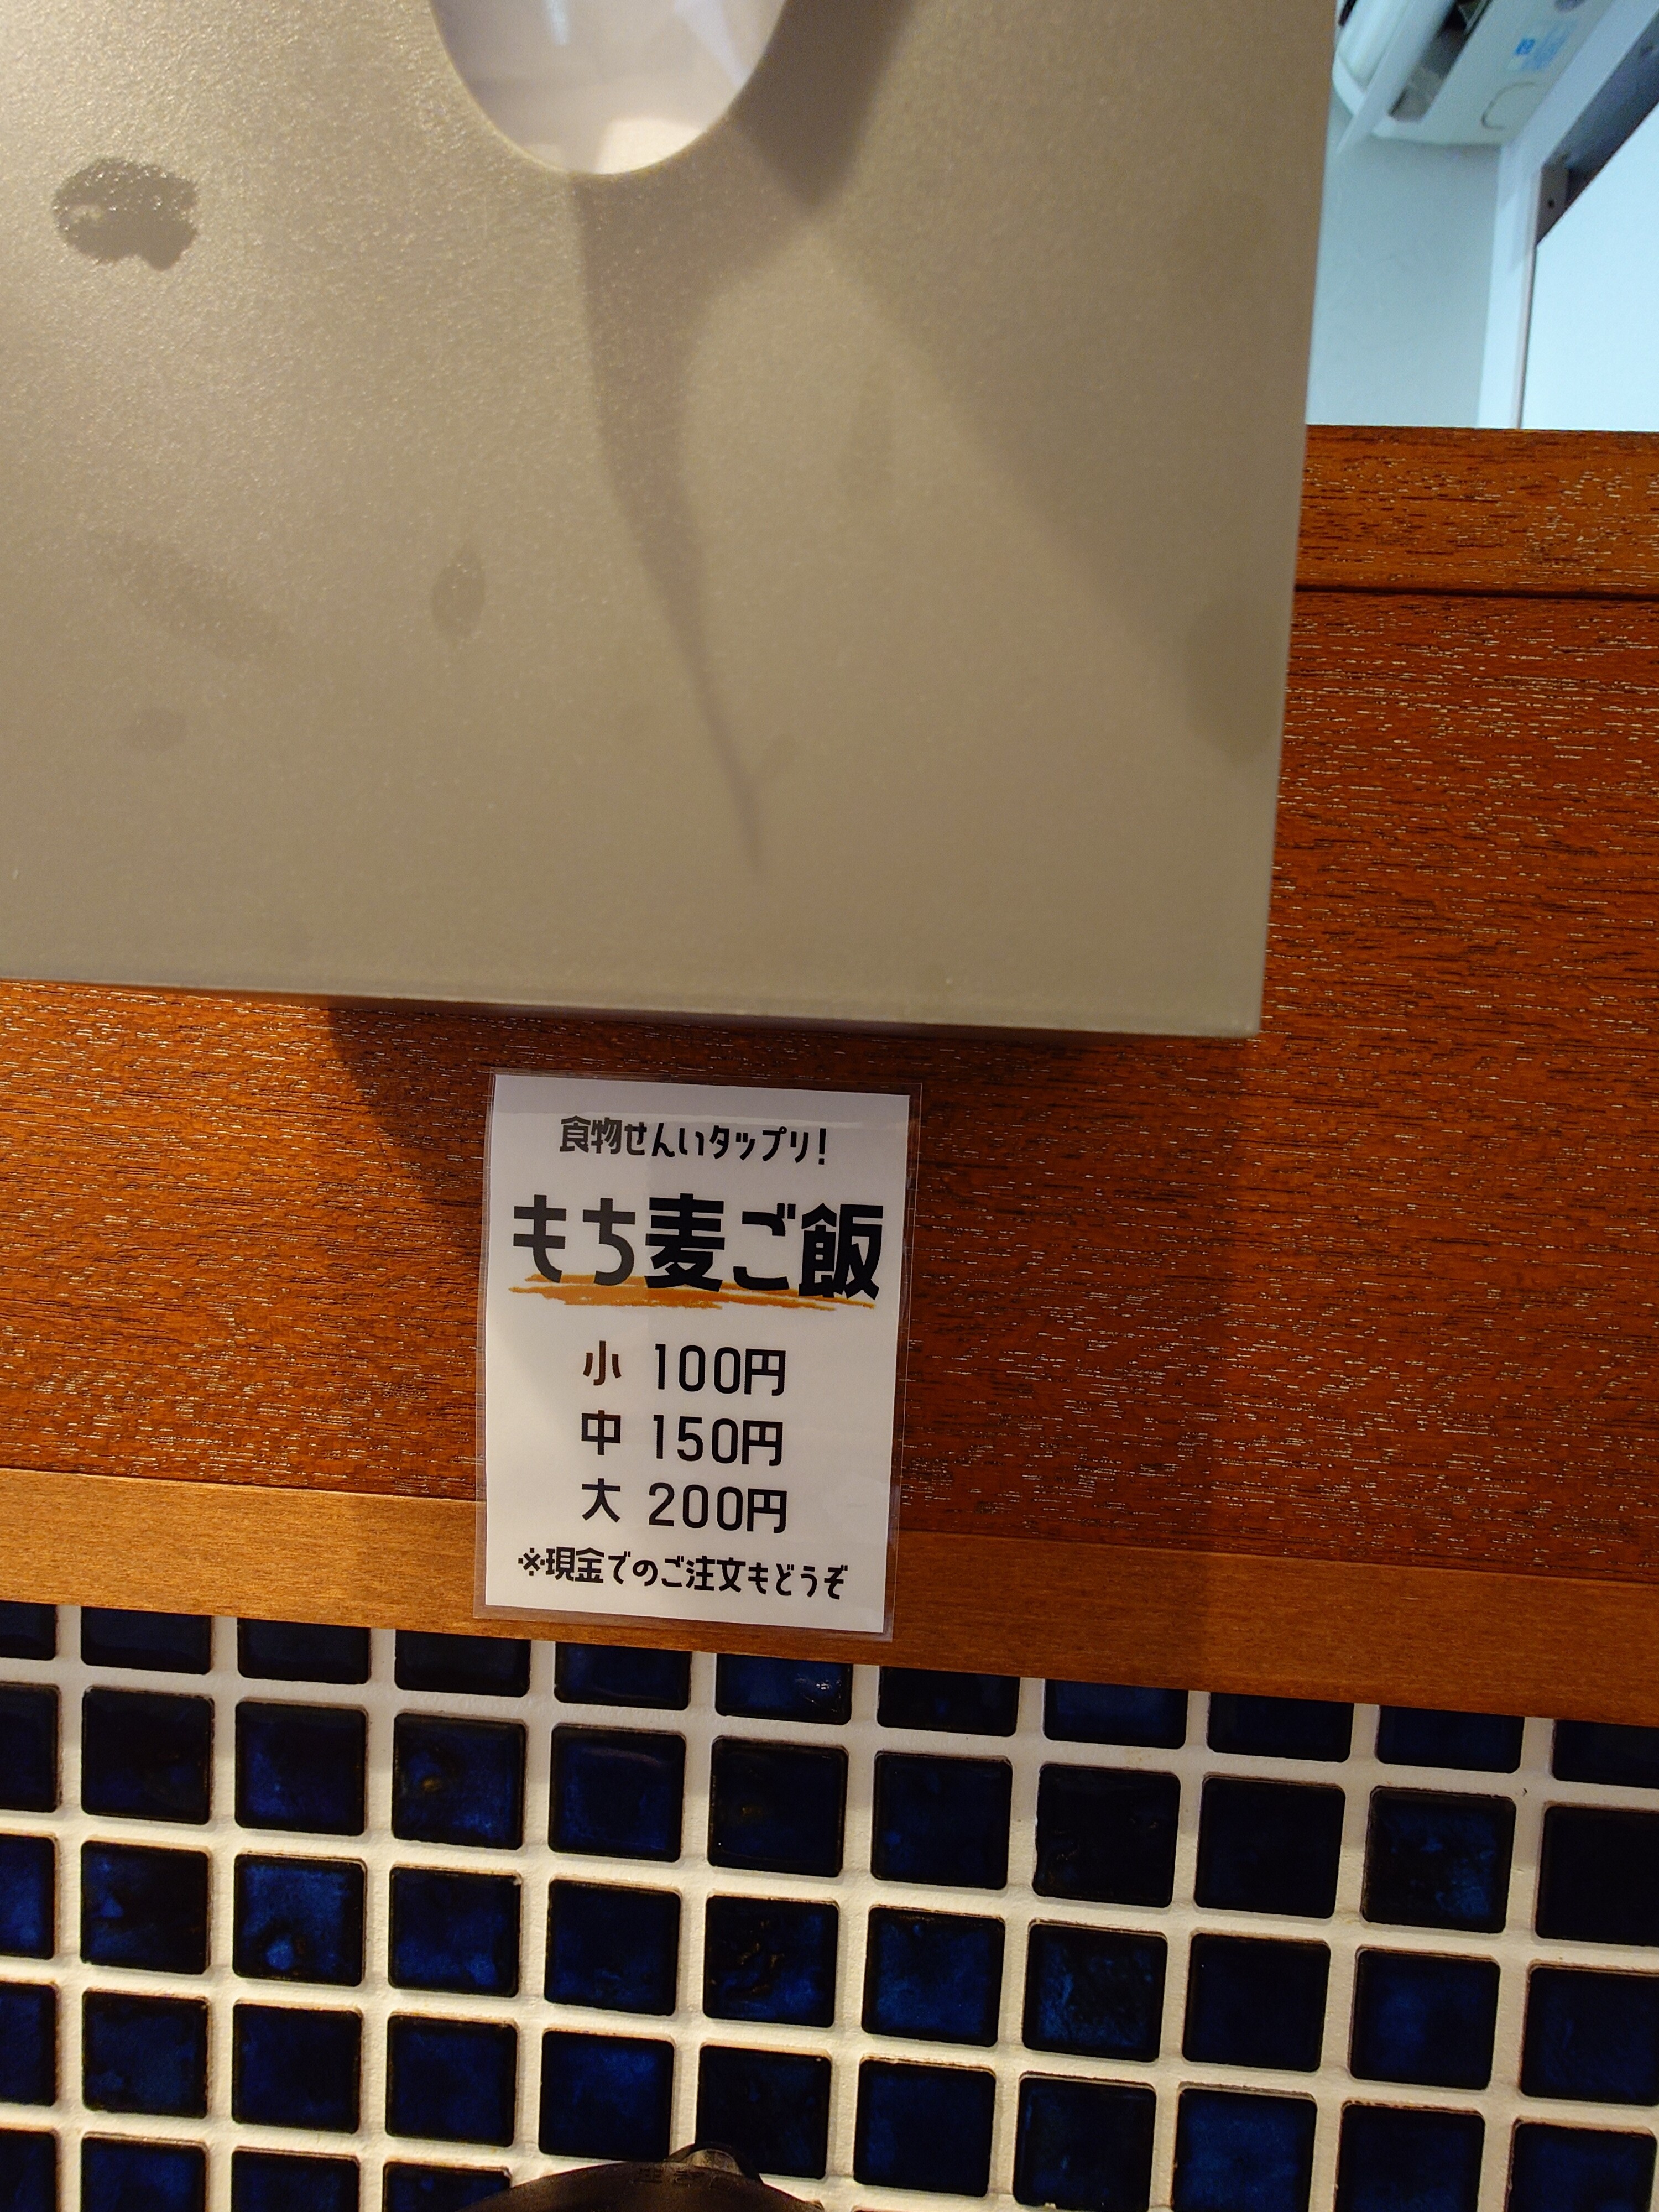 食物せんいタップリ!
もち麦ご飯
小 100円
中 150円
大 200円
※現金でのご注文もどうぞ